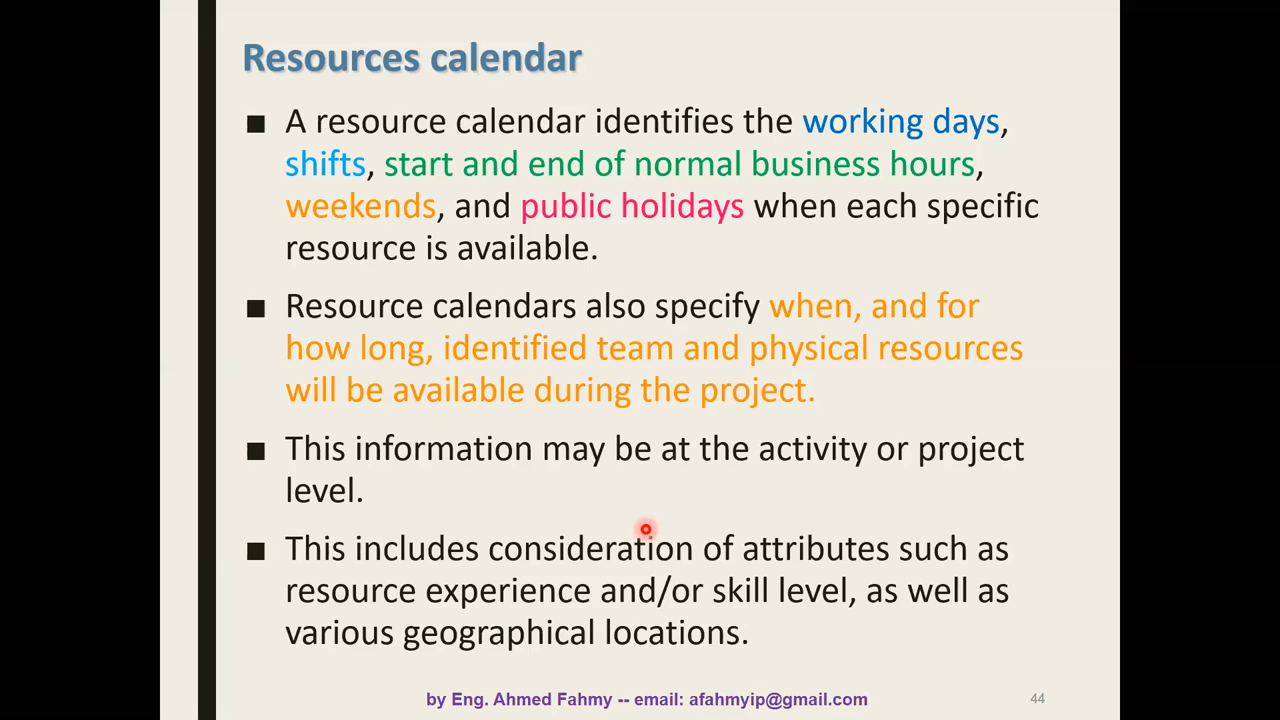 Resources calendar
■ A resource calendar identifies the working days,
shifts, start and end of normal business hours,
weekends, and public holidays when each specific
resource is available.
■ Resource calendars also specify when, and for
how long, identified team and physical resources
will be available during the project.
■ This information may be at the activity or project
level.
■ This includes consideration of attributes such as
resource experience and/or skill level, as well as
various geographical locations.
by Eng. Ahmed Fahmy -- email: afahmyip@gmail.com
44